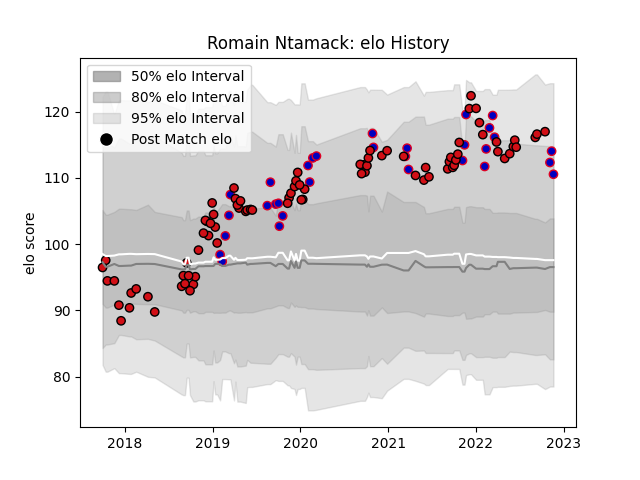 Romain Ntamack: elo History
50% elo Interval
80% elo Interval
95% elo Interval
Post Match elo
elo score
120
110
100
90
80
2018
2019
2020
2021
2022
2023